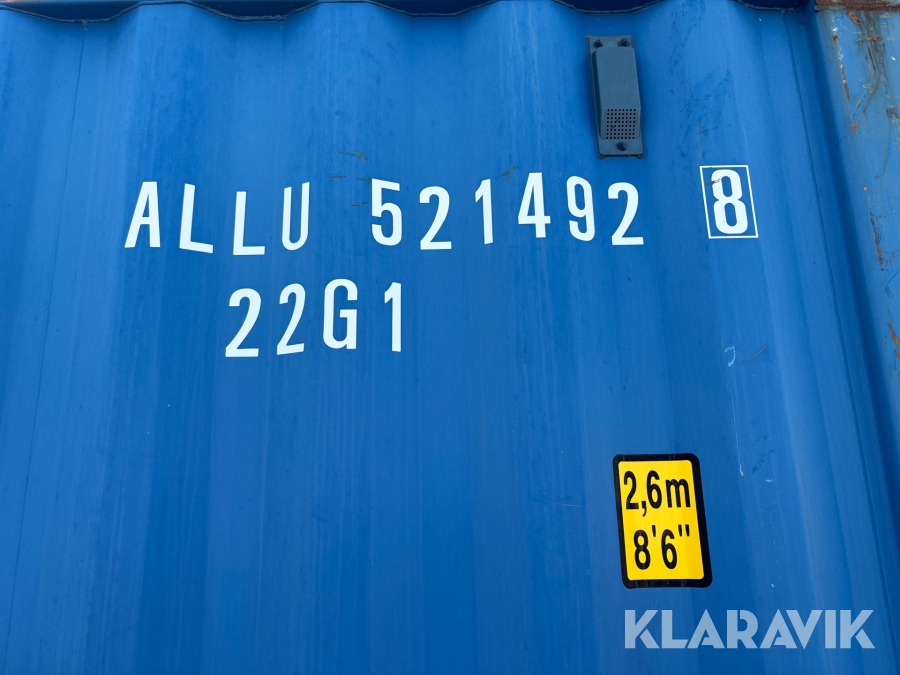 ALLU 521492 8
22G1
2,6m
8'6"
KLARAVIK